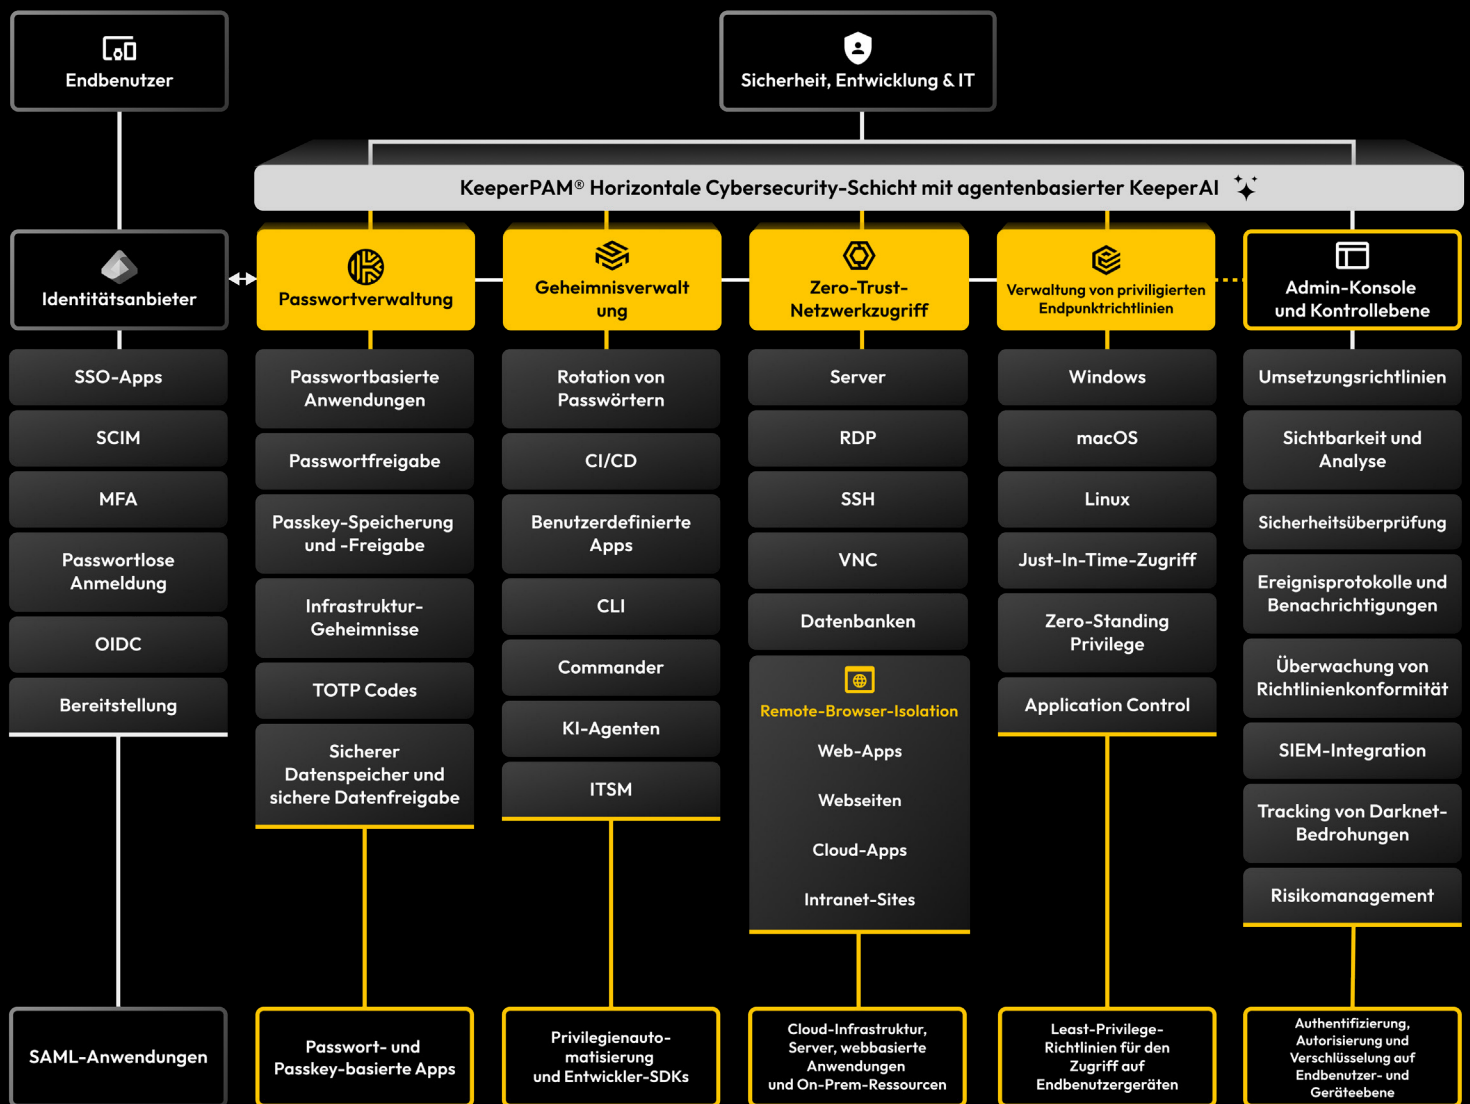 Endbenutzer
Sicherheit, Entwicklung & IT
KeeperPAM® Horizontale Cybersecurity-Schicht mit agentenbasierter KeeperAI
Identitätsanbieter
SSO-Apps
SCIM
MFA
Passwortlose
Anmeldung
OIDC
Bereitstellung
SAML-Anwendungen
Passwortverwaltung
Passwortbasierte
Anwendungen
Passwortfreigabe
Passkey-Speicherung
und -Freigabe
Infrastruktur-
Geheimnisse
TOTP Codes
Sicherer
Datenspeicher und
sichere Datenfreigabe
Passwort- und
Passkey-basierte Apps
Geheimnisverwalt
ung
Rotation von
Passwörtern
CI/CD
Benutzerdefinierte
Apps
CLI
Commander
KI-Agenten
ITSM
Privilegienauto-
matisierung
und Entwickler-SDKs
Zero-Trust-
Netzwerkzugriff
Server
RDP
SSH
VNC
Datenbanken
Remote-Browser-Isolation
Web-Apps
Webseiten
Cloud-Apps
Intranet-Sites
Cloud-Infrastruktur,
Server, webbasierte
Anwendungen
und On-Prem-Ressourcen
Verwaltung von priviligierten
Endpunktrichtlinien
Windows
macOS
Linux
Just-In-Time-Zugriff
Zero-Standing
Privilege
Application Control
Least-Privilege-
Richtlinien für den
Zugriff auf
Endbenutzergeräten
Admin-Konsole
und Kontrollebene
Umsetzungsrichtlinien
Sichtbarkeit und
Analyse
Sicherheitsüberprüfung
Ereignisprotokolle und
Benachrichtigungen
Überwachung von
Richtlinienkonformität
SIEM-Integration
Tracking von Darknet-
Bedrohungen
Risikomanagement
Authentifizierung,
Autorisierung und
Verschlüsselung auf
Endbenutzer- und
Geräteebene